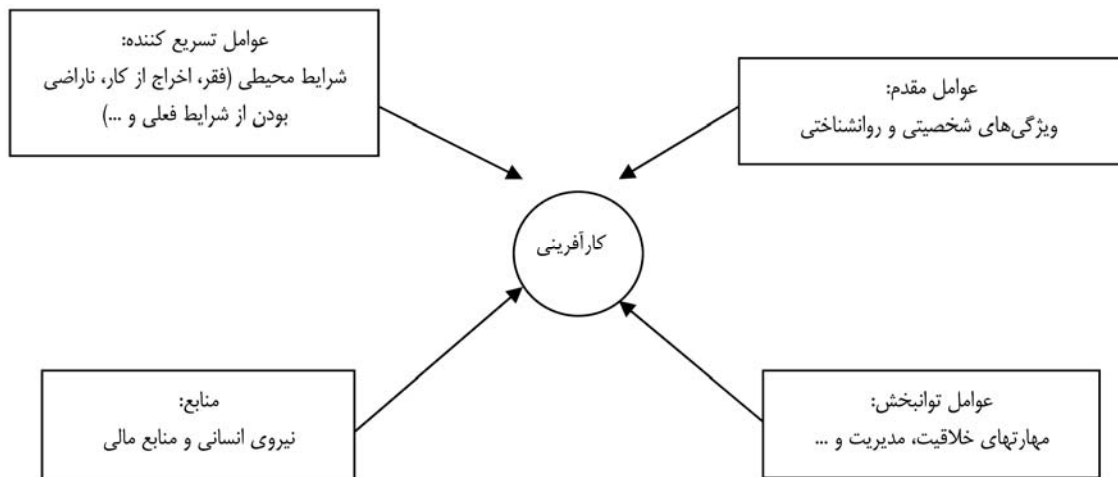 عوامل تسریع کننده:
شرایط محیطی (فقر، اخراج از کار، ناراضی
بودن از شرایط فعلی و ...)
عوامل مقدم:
ویژگی‌های شخصیتی و روانشناختی
کارآفرینی
منابع:
نیروی انسانی و منابع مالی
عوامل توانبخش:
مهارتهای خلاقیت، مدیریت و ...